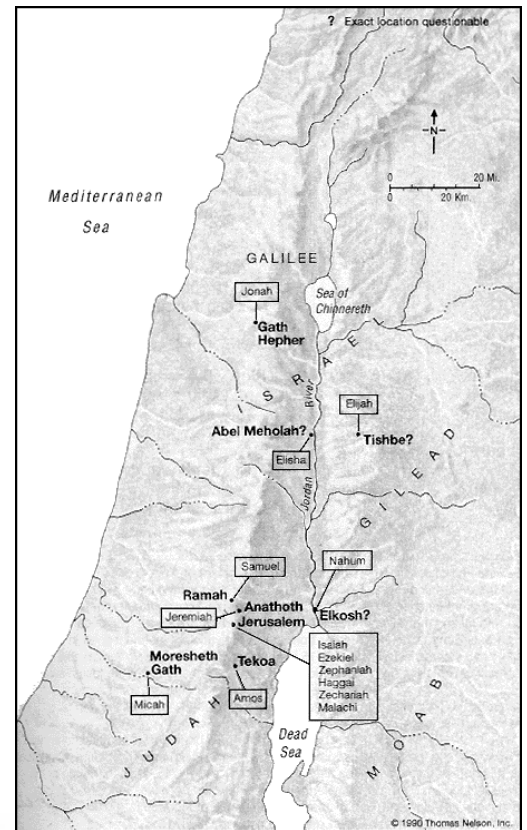 ? Exact location questionable
N
0 20 Mi.
0 20 Km.
Mediterranean
Sea
GALILEE
Jonah
Sea of
Chinnereth
Gath
Hepher
ISRAEL
River
Elijah
Abel Meholah?
Tishbe?
Elisha
GILEAD
Jordan
Nahum
Samuel
Ramah
Jeremiah
Anathoth
Elkosh?
Jerusalem
Isaiah
Ezekiel
Zephaniah
Haggai
Zechariah
Malachi
Moresheth
Gath
Tekoa
Micah
Amos
JUDAH
MOAB
Dead
Sea
© 1990 Thomas Nelson, Inc.